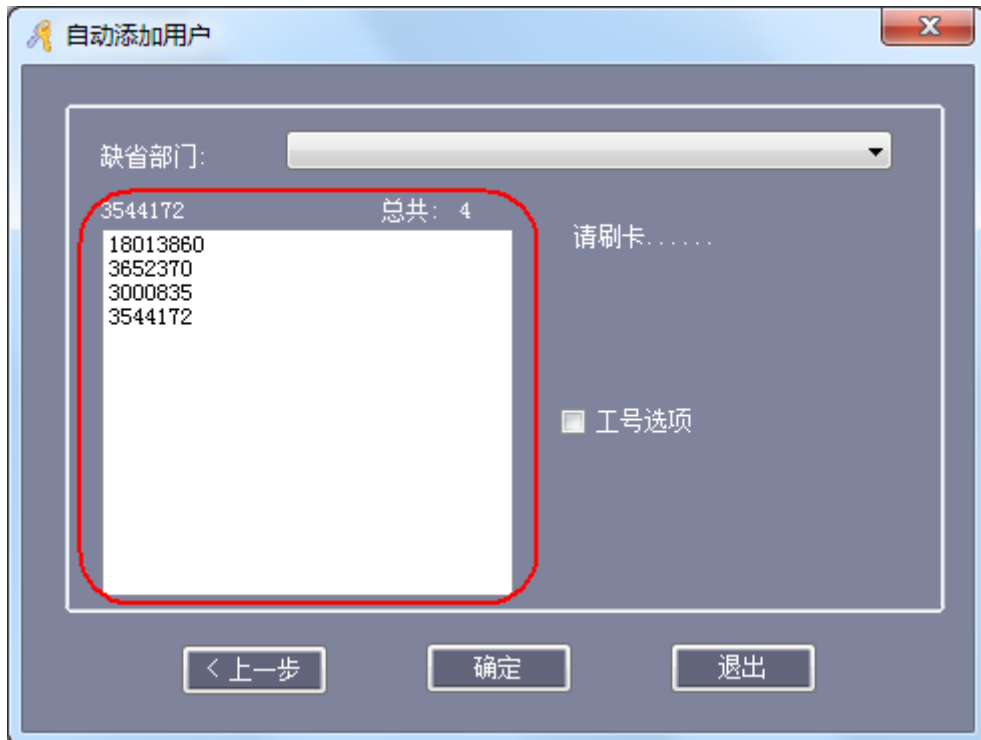 自动添加用户
缺省部门:
3544172 总共: 4
18013860
3652370
3000835
3544172
请刷卡......
工号选项
<上一步 确定 退出